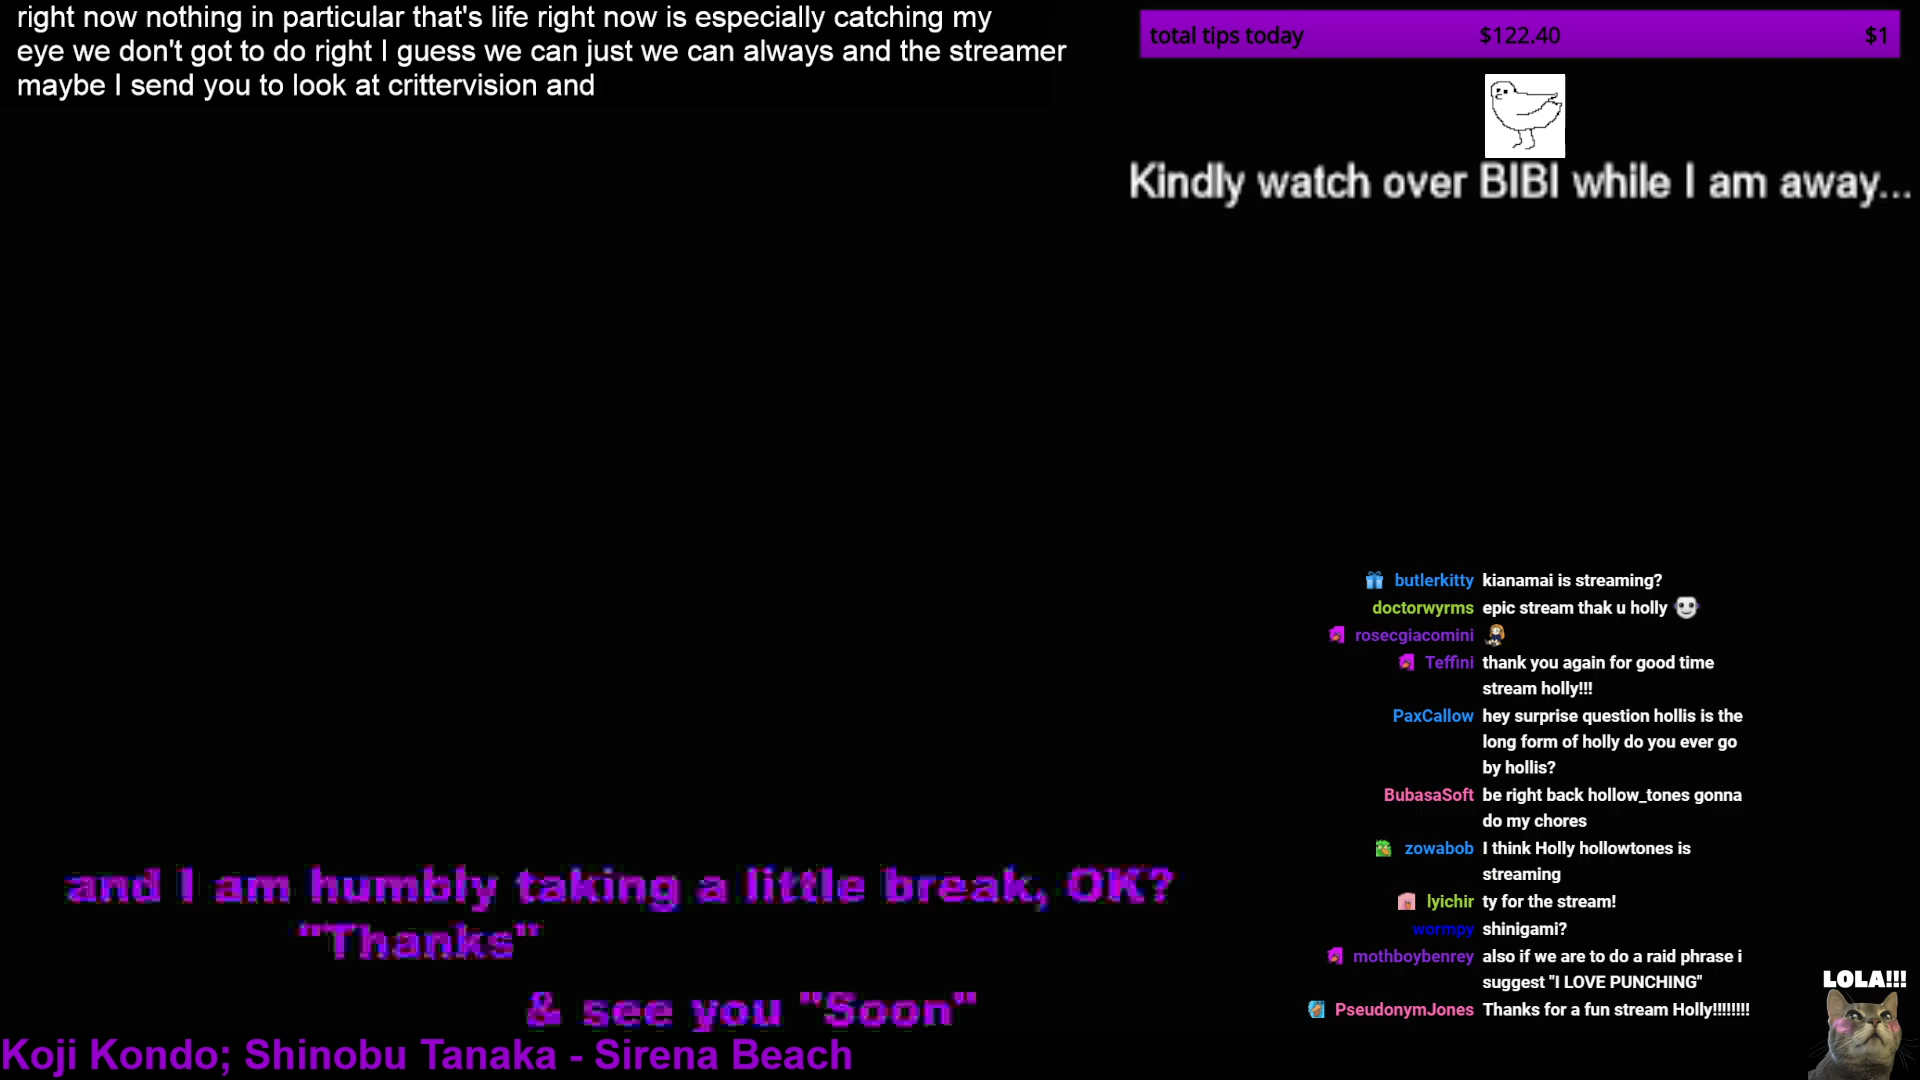 right now nothing in particular that's life right now is especially catching my
eye we don't got to do right I guess we can just we can always and the streamer
maybe I send you to look at crittervision and
total tips today $122.40 $1
Kindly watch over BIBI while I am away...
butlerkitty kianamai is streaming?
doctorwyrms epic stream thak u holly
rosecgiacomini
Teffini thank you again for good time
stream holly!!!
PaxCallow hey surprise question hollis is the
long form of holly do you ever go
by hollis?
BubasaSoft be right back hollow_tones gonna
do my chores
zowabob I think Holly hollowtones is
streaming
lyichir ty for the stream!
wormpy shinigami?
mothboybenrey also if we are to do a raid phrase i
suggest "I LOVE PUNCHING"
PseudonymJones Thanks for a fun stream Holly!!!!!!!!
LOLA!!!
and I am humbly taking a little break, OK?
"Thanks"
& see you "Soon"
Koji Kondo; Shinobu Tanaka - Sirena Beach